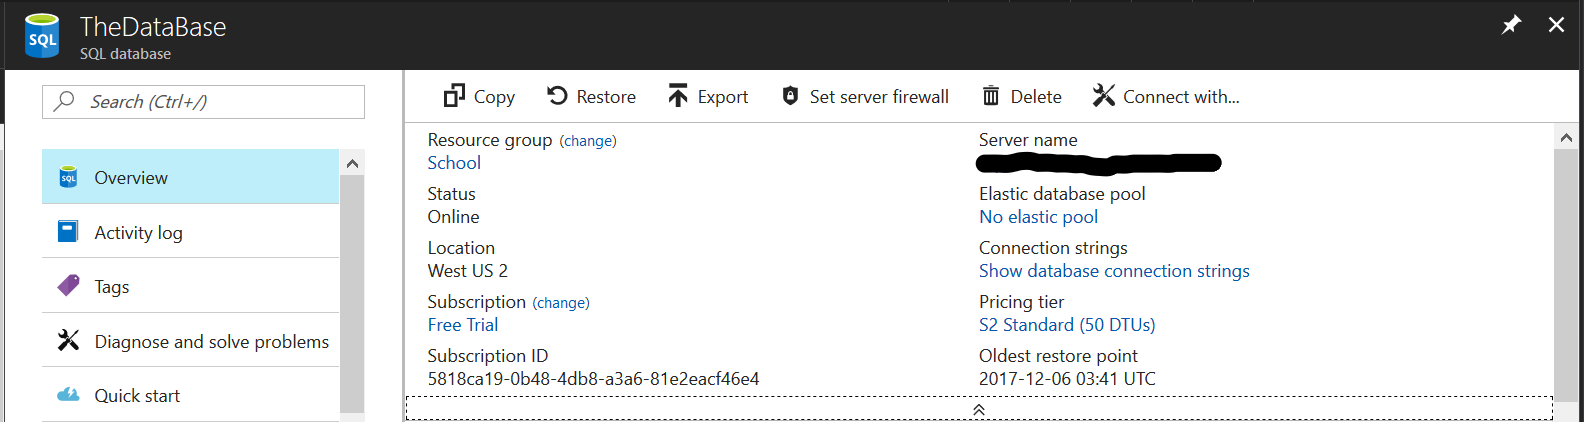 TheDataBase
SQL
SQL database
Search (Ctrl+/)
SQL
Overview
Activity log
Tags
Diagnose and solve problems
Quick start
Copy
Restore
Export
Set server firewall
Delete
Connect with...
Resource group (change)
School
Status
Online
Location
West US 2
Subscription (change)
Free Trial
Subscription ID
5818ca19-0b48-4db8-a3a6-81e2eacf46e4
Server name
Elastic database pool
No elastic pool
Connection strings
Show database connection strings
Pricing tier
S2 Standard (50 DTUs)
Oldest restore point
2017-12-06 03:41 UTC